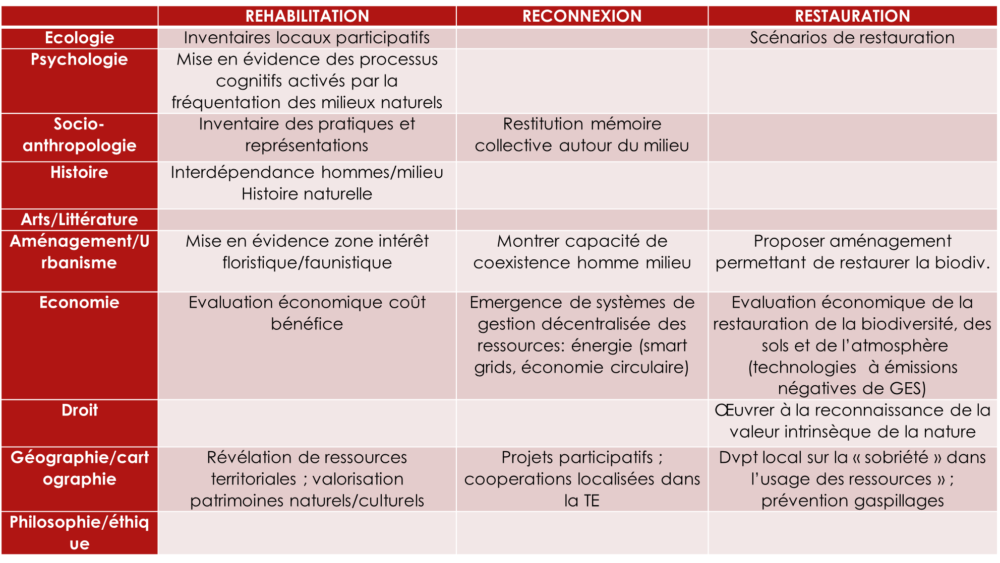 REHABILITATION RECONNEXION RESTAURATION
Ecologie Inventaires locaux participatifs Scénarios de restauration
Psychologie
Mise en évidence des processus
cognitifs activés par la
fréquentation des milieux naturels
Socio-
anthropologie
Inventaire des pratiques et
représentations
Restitution mémoire
collective autour du milieu
Histoire
Interdépendance hommes/milieu
Histoire naturelle
Arts/Littérature
Aménagement/U
rbanisme
Mise en évidence zone intérêt
floristique/faunistique
Montrer capacité de
coexistence homme milieu
Proposer aménagement
permettant de restaurer la biodiv.
Economie
Evaluation économique coût
bénéfice
Emergence de systèmes de
gestion décentralisée des
ressources: énergie (smart
grids, économie circulaire)
Evaluation économique de la
restauration de la biodiversité, des
sols et de l’atmosphère
(technologies à émissions
négatives de GES)
Droit
Œuvrer à la reconnaissance de la
valeur intrinsèque de la nature
Géographie/cart
ographie
Révélation de ressources
territoriales ; valorisation
patrimoines naturels/culturels
Projets participatifs ;
cooperations localisées dans
la TE
Dvpt local sur la « sobriété » dans
l’usage des ressources » ;
prévention gaspillages
Philosophie/éthiq
ue